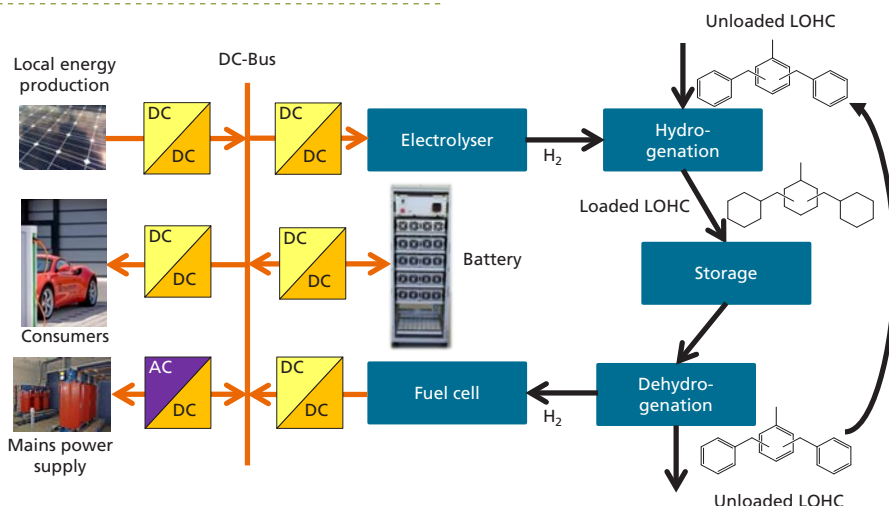 Unloaded LOHC
Local energy
production
DC-Bus
DC
DC
DC
DC
Electrolyser
H2
Hydro-
genation
Loaded LOHC
DC
DC
DC
DC
Battery
Storage
Consumers
AC
DC
DC
DC
Fuel cell
H2
Dehydro-
genation
Mains power
supply
Unloaded LOHC